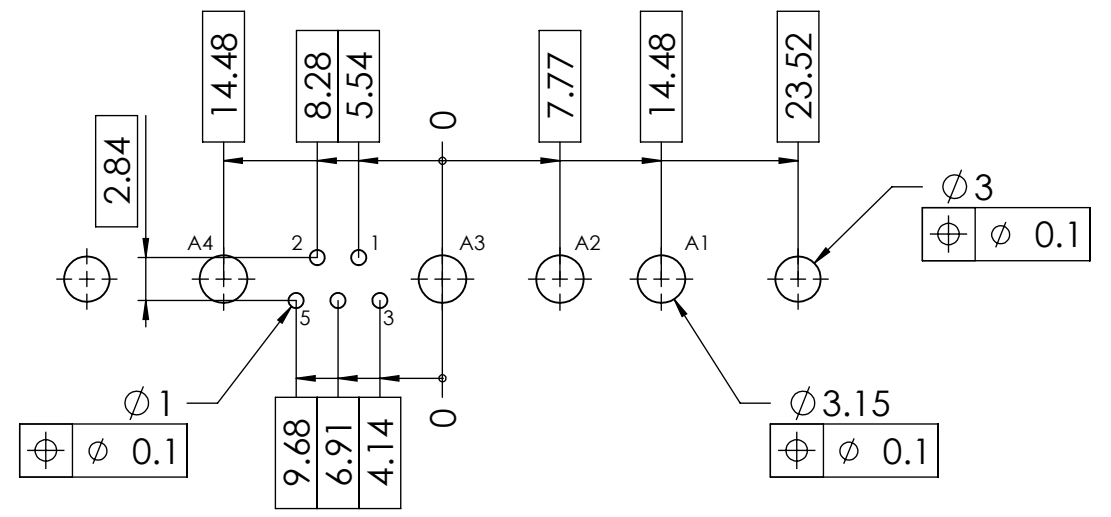 14.48
8.28
5.54
0
7.77
14.48
23.52
2.84
⌀3
⌖ ⌀ 0.1
A4
2
1
A3
A2
A1
5
3
⌀1
⌖ ⌀ 0.1
9.68
6.91
4.14
0
⌀3.15
⌖ ⌀ 0.1